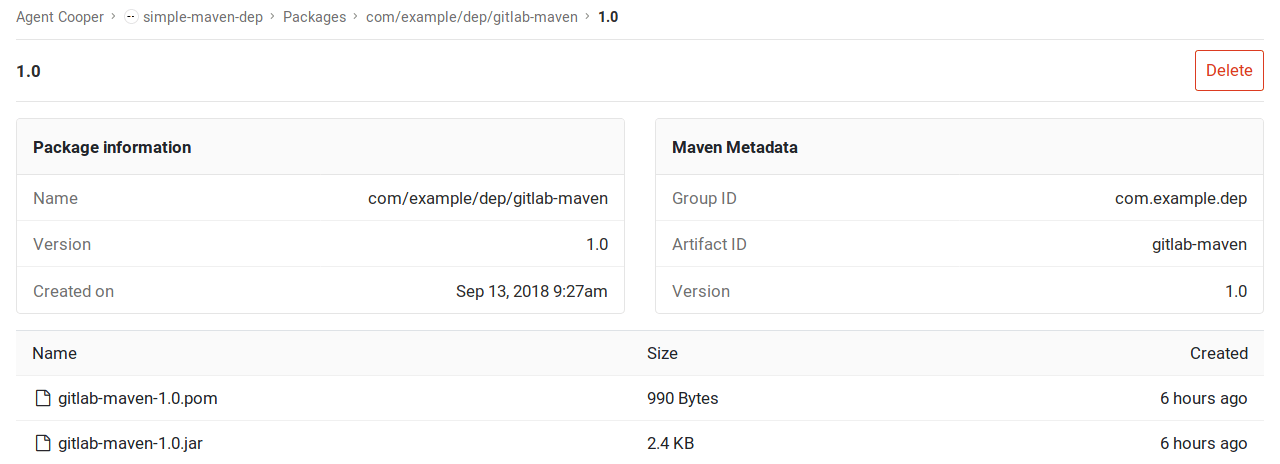 Agent Cooper › -- simple-maven-dep › Packages › com/example/dep/gitlab-maven › 1.0
1.0
Delete
Package information
Name com/example/dep/gitlab-maven
Version 1.0
Created on Sep 13, 2018 9:27am
Maven Metadata
Group ID com.example.dep
Artifact ID gitlab-maven
Version 1.0
Name Size Created
gitlab-maven-1.0.pom 990 Bytes 6 hours ago
gitlab-maven-1.0.jar 2.4 KB 6 hours ago